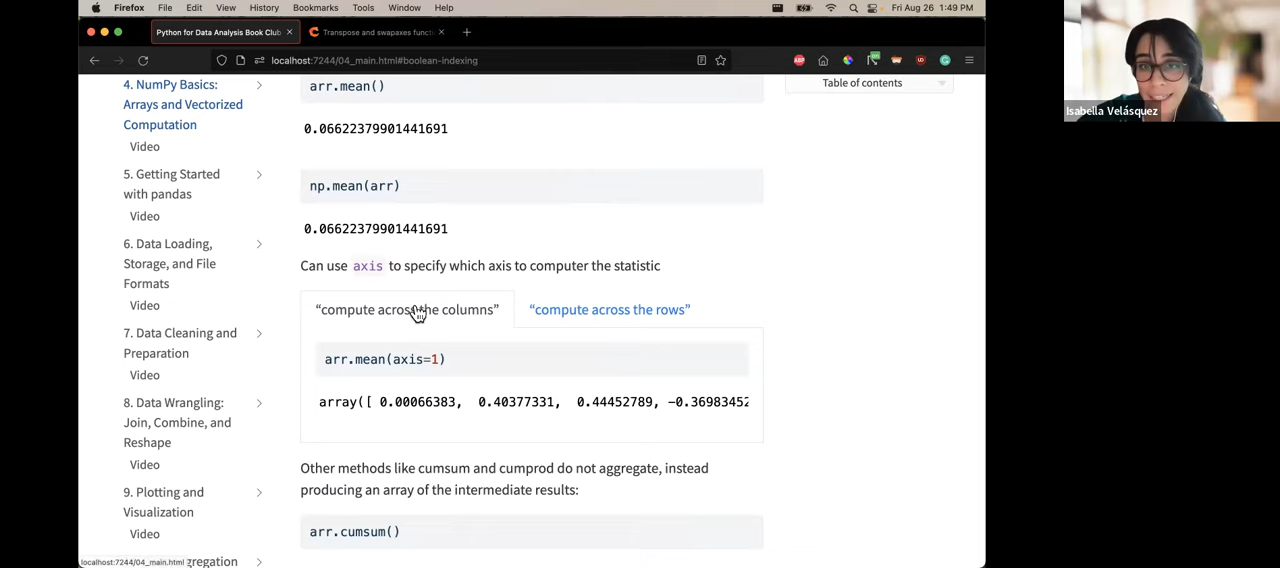 Firefox File Edit View History Bookmarks Tools Window Help Fri Aug 26 1:49 PM
Python for Data Analysis Book Club Transpose and swapaxes func
localhost:7244/04_main.html#boolean-indexing
4. NumPy Basics:
Arrays and Vectorized
Computation
Video
5. Getting Started
with pandas
Video
6. Data Loading,
Storage, and File
Formats
Video
7. Data Cleaning and
Preparation
Video
8. Data Wrangling:
Join, Combine, and
Reshape
Video
9. Plotting and
Visualization
Video
gregation
localhost:7244/04_main.html
arr.mean()
0.06622379901441691
np.mean(arr)
0.06622379901441691
Can use axis to specify which axis to computer the statistic
“compute across the columns” “compute across the rows”
arr.mean(axis=1)
array([ 0.00066383, 0.40377331, 0.44452789, -0.36983452
Other methods like cumsum and cumprod do not aggregate, instead
producing an array of the intermediate results:
arr.cumsum()
Table of contents
Isabella Velásquez